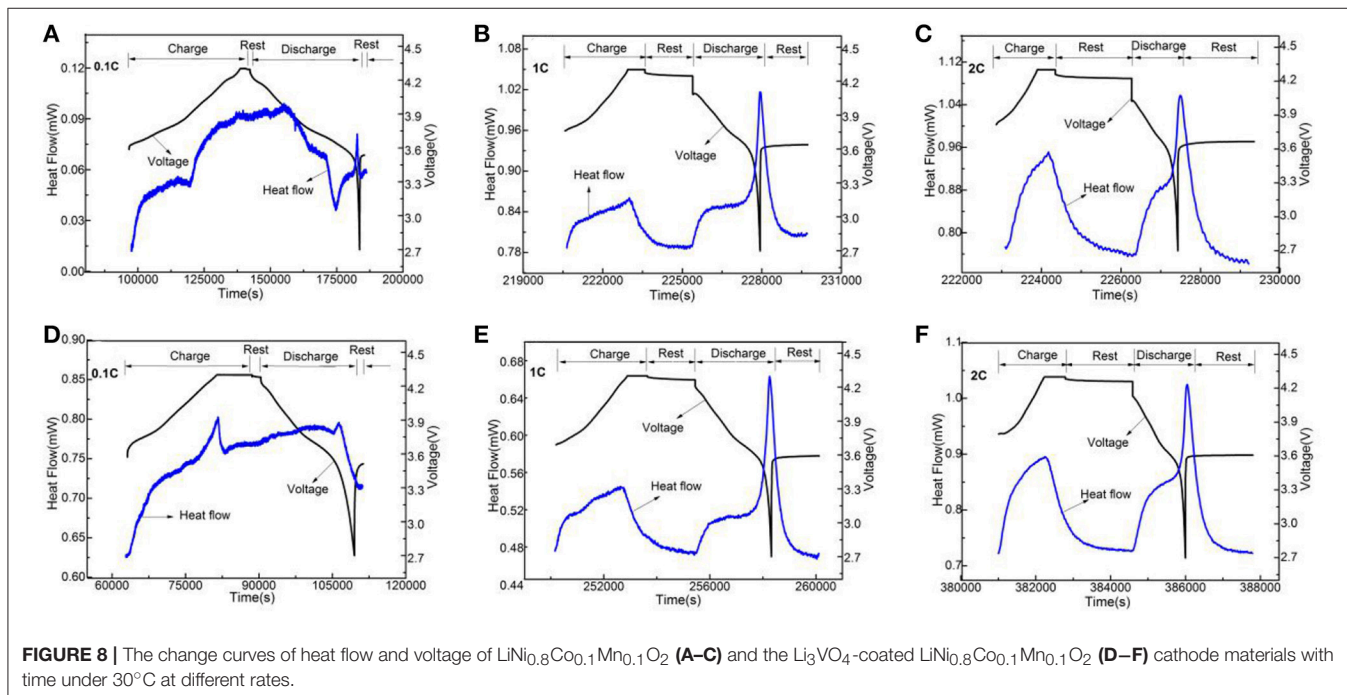 A
Charge Rest Discharge Rest
0.1C
Voltage
Heat flow
Heat Flow(mW)
0.00 0.03 0.06 0.09 0.12
Voltage(V)
2.7 3.0 3.3 3.6 3.9 4.2 4.5
100000 125000 150000 175000 200000
Time(s)
B
Charge Rest Discharge Rest
1C
Voltage
Heat flow
Heat Flow(mW)
0.78 0.84 0.90 0.96 1.02 1.08
Voltage(V)
2.7 3.0 3.3 3.6 3.9 4.2 4.5
219000 222000 225000 228000 231000
Time(s)
C
Charge Rest Discharge Rest
2C
Voltage
Heat flow
Heat Flow(mW)
0.80 0.88 0.96 1.04 1.12
Voltage(V)
2.7 3.0 3.3 3.6 3.9 4.2 4.5
222000 224000 226000 228000 230000
Time(s)
D
Charge Rest Discharge Rest
0.1C
Voltage
Heat flow
Heat Flow(mW)
0.60 0.65 0.70 0.75 0.80 0.85 0.90
Voltage(V)
2.7 3.0 3.3 3.6 3.9 4.2 4.5
60000 75000 90000 105000 120000
Time(s)
E
Charge Rest Discharge Rest
1C
Voltage
Heat flow
Heat Flow(mW)
0.44 0.48 0.52 0.56 0.60 0.64 0.68
Voltage(V)
2.4 2.7 3.0 3.3 3.6 3.9 4.2 4.5
252000 256000 260000
Time(s)
F
Charge Rest Discharge Rest
2C
Voltage
Heat flow
Heat Flow(mW)
0.7 0.8 0.9 1.0 1.1
Voltage(V)
2.7 3.0 3.3 3.6 3.9 4.2 4.5
380000 382000 384000 386000 388000
Time(s)
FIGURE 8 | The change curves of heat flow and voltage of LiNi₀.₈Co₀.₁Mn₀.₁O₂ (A–C) and the Li₃VO₄-coated LiNi₀.₈Co₀.₁Mn₀.₁O₂ (D–F) cathode materials with
time under 30°C at different rates.